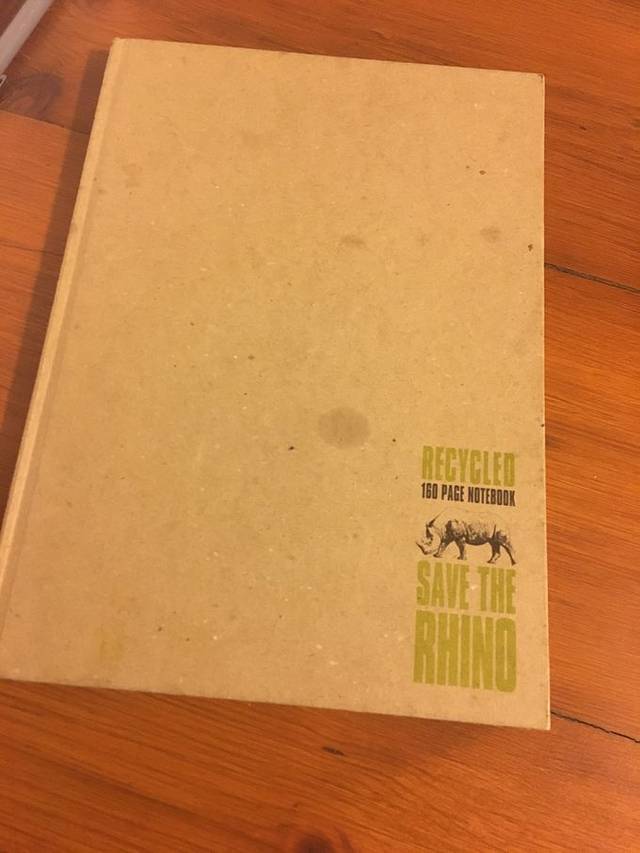 RECYCLED
160 PAGE NOTEBOOK
SAVE THE
RHINO